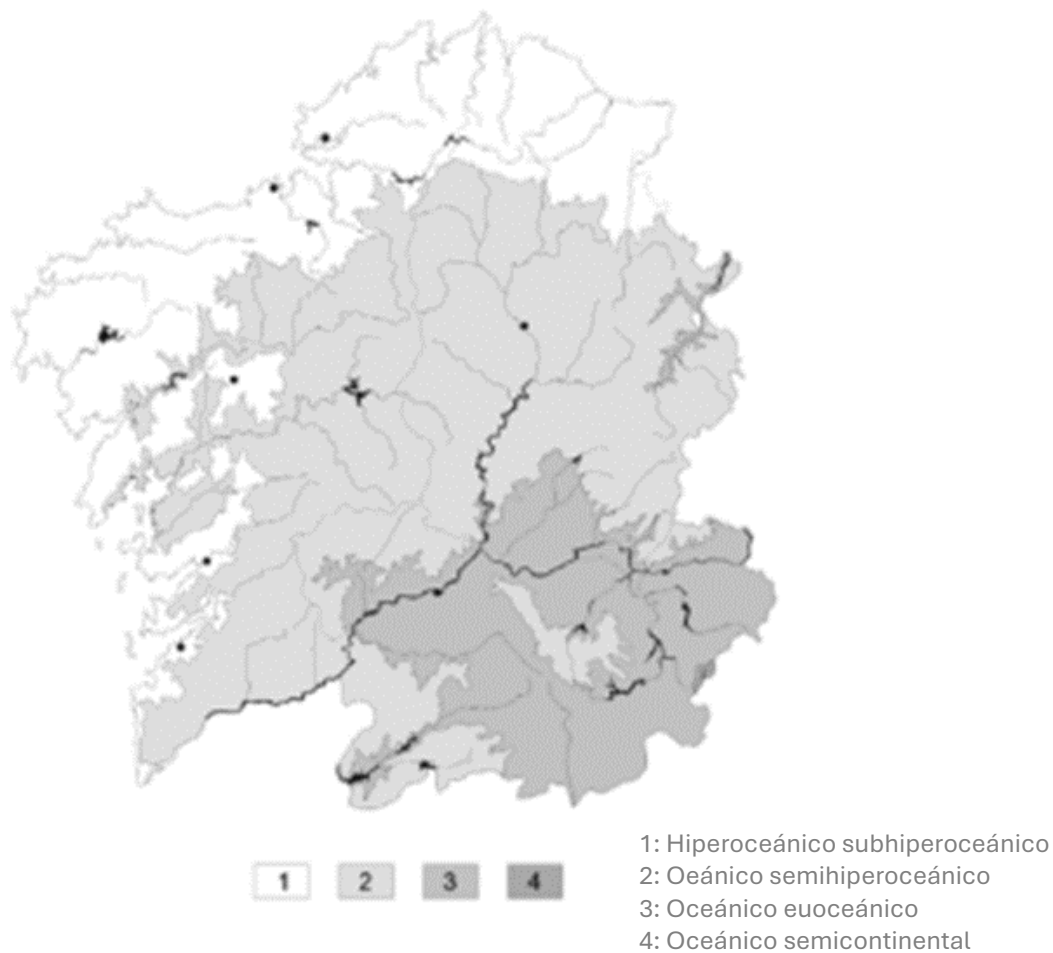 1 2 3 4
1: Hiperoceánico subhiperoceánico
2: Oeánico semihiperoceánico
3: Oceánico euoceánico
4: Oceánico semicontinental